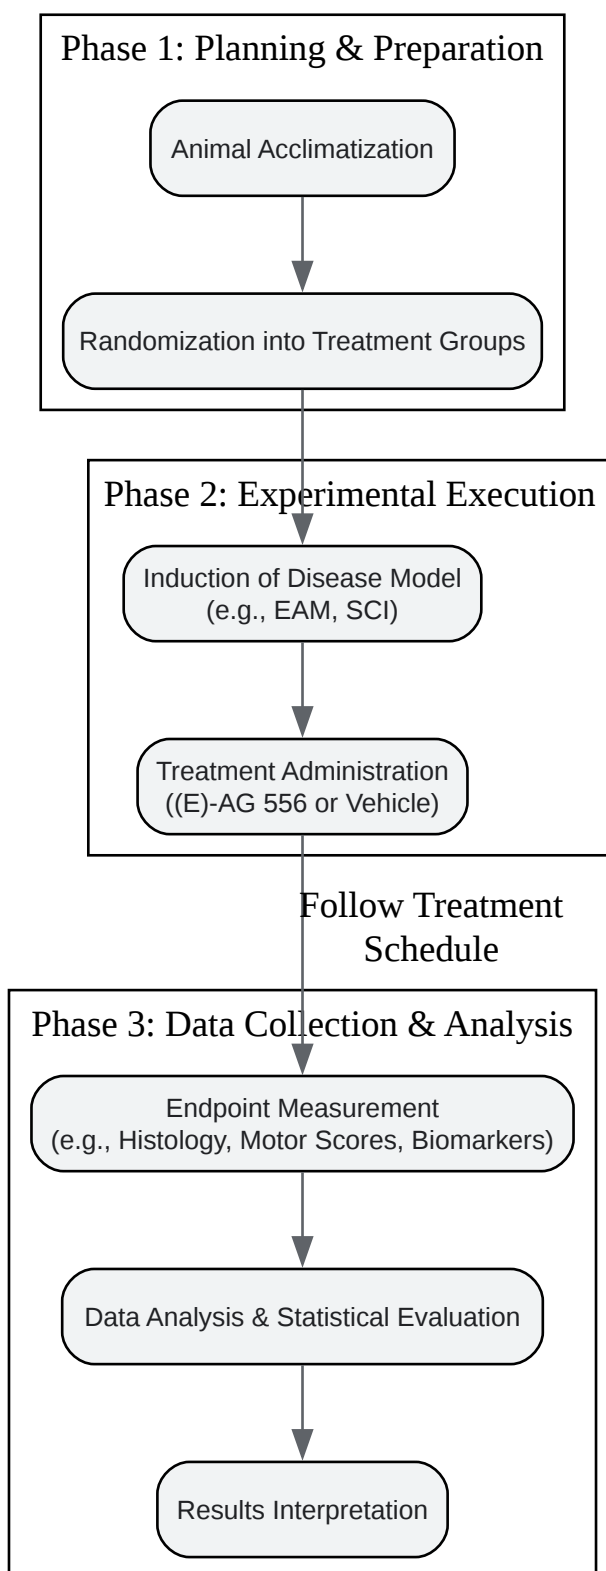 Phase 1: Planning & Preparation
Animal Acclimatization
Randomization into Treatment Groups
Phase 2: Experimental Execution
Induction of Disease Model
(e.g., EAM, SCI)
Treatment Administration
((E)-AG 556 or Vehicle)
Follow Treatment
Schedule
Phase 3: Data Collection & Analysis
Endpoint Measurement
(e.g., Histology, Motor Scores, Biomarkers)
Data Analysis & Statistical Evaluation
Results Interpretation